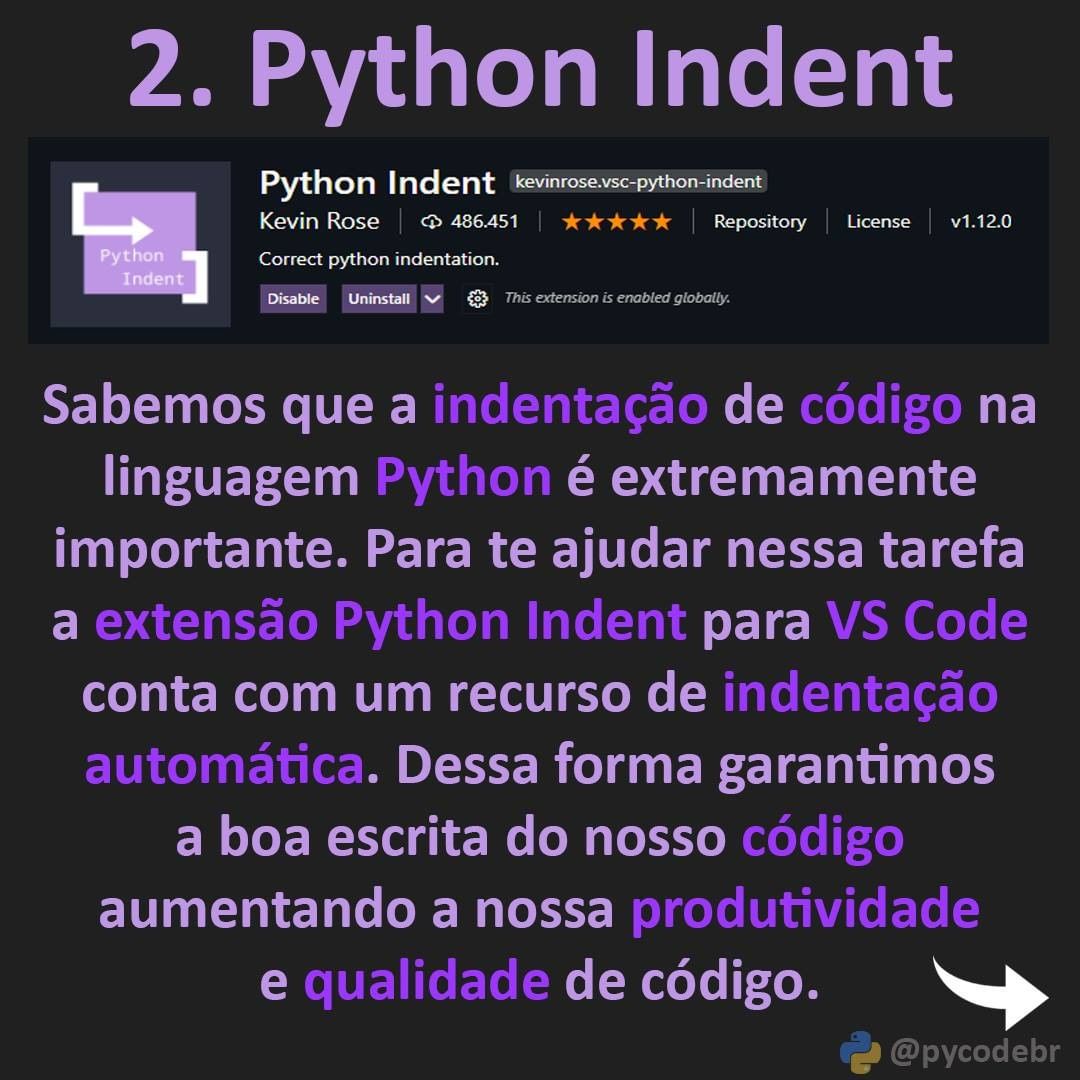 2. Python Indent
Python Indent kevinrose.vsc-python-indent
Kevin Rose 486.451 ★★★★★ Repository License v1.12.0
Python
Indent
Correct python indentation.
Disable Uninstall This extension is enabled globally.
Sabemos que a indentação de código na
linguagem Python é extremamente
importante. Para te ajudar nessa tarefa
a extensão Python Indent para VS Code
conta com um recurso de indentação
automática. Dessa forma garantimos
a boa escrita do nosso código
aumentando a nossa produtividade
e qualidade de código.
@pycodebr